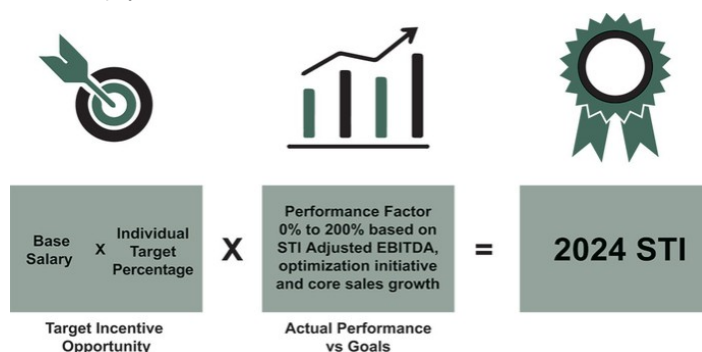 Base Salary
X
Individual Target Percentage
X
Performance Factor
0% to 200% based on
STI Adjusted EBITDA,
optimization initiative
and core sales growth
=
2024 STI
Target Incentive
Opportunity
Actual Performance
vs Goals